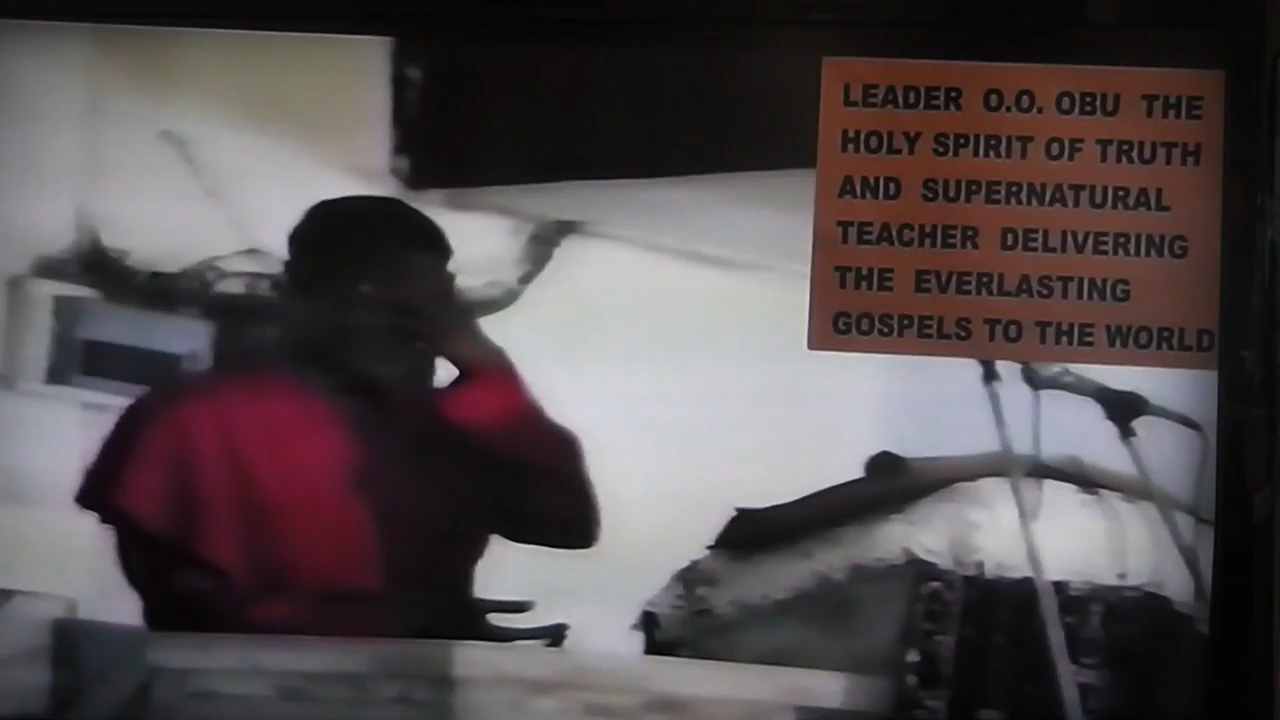 LEADER O.O. OBU THE
HOLY SPIRIT OF TRUTH
AND SUPERNATURAL
TEACHER DELIVERING
THE EVERLASTING
GOSPELS TO THE WORLD